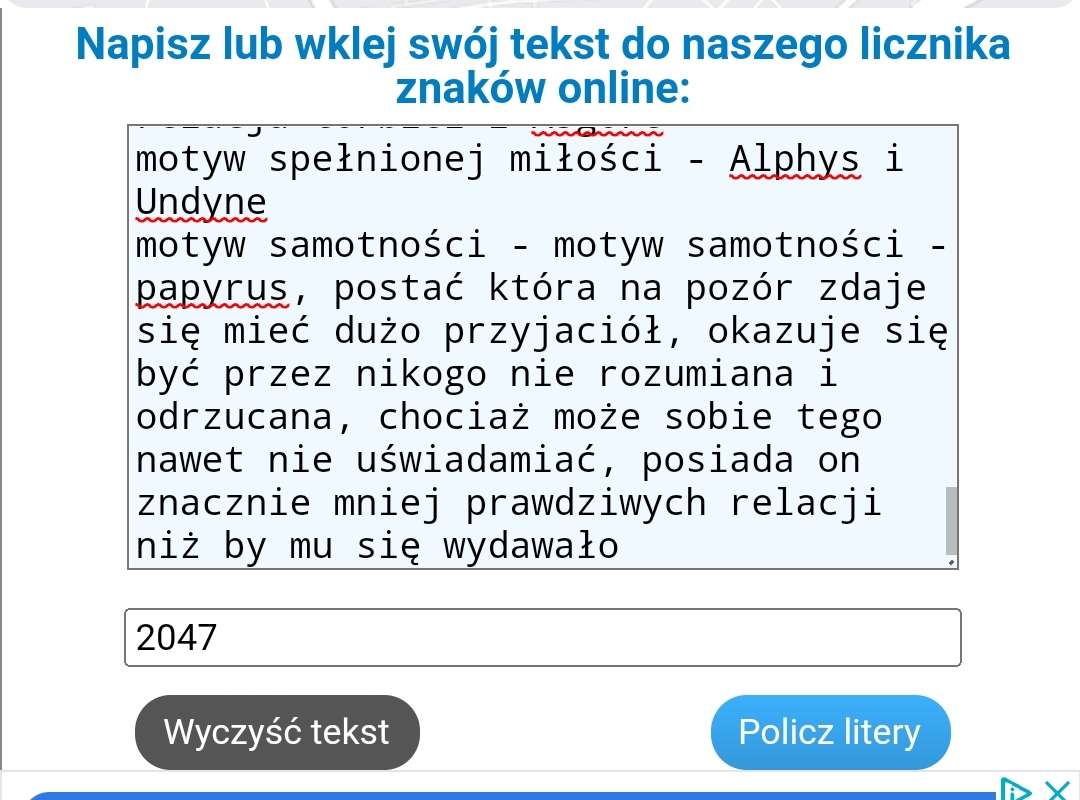 Napisz lub wklej swój tekst do naszego licznika
znaków online:
motyw spełnionej miłości - Alphys i
Undyne
motyw samotności - motyw samotności -
papyrus, postać która na pozór zdaje
się mieć dużo przyjaciół, okazuje się
być przez nikogo nie rozumiana i
odrzucana, chociaż może sobie tego
nawet nie uświadamiać, posiada on
znacznie mniej prawdziwych relacji
niż by mu się wydawało
2047
Wyczyść tekst
Policz litery